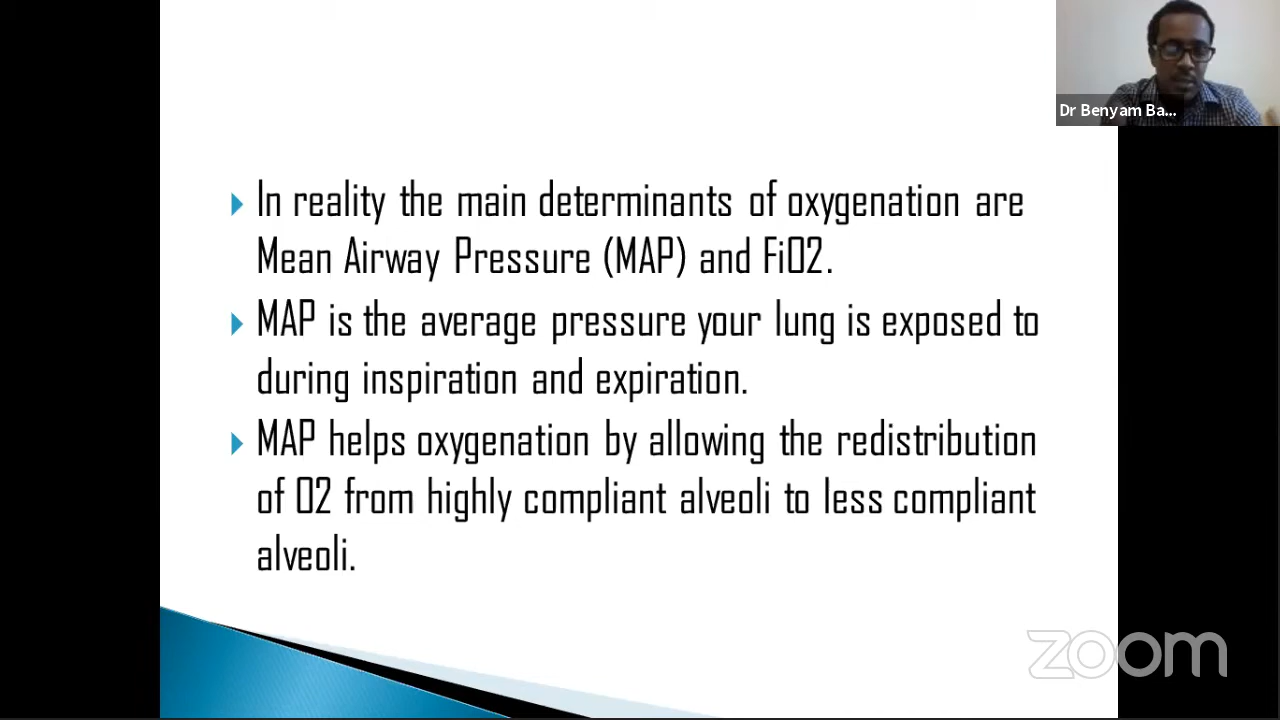 Dr Benyam Ba...
In reality the main determinants of oxygenation are
Mean Airway Pressure (MAP) and FiO2.
MAP is the average pressure your lung is exposed to
during inspiration and expiration.
MAP helps oxygenation by allowing the redistribution
of O2 from highly compliant alveoli to less compliant
alveoli.
zoom